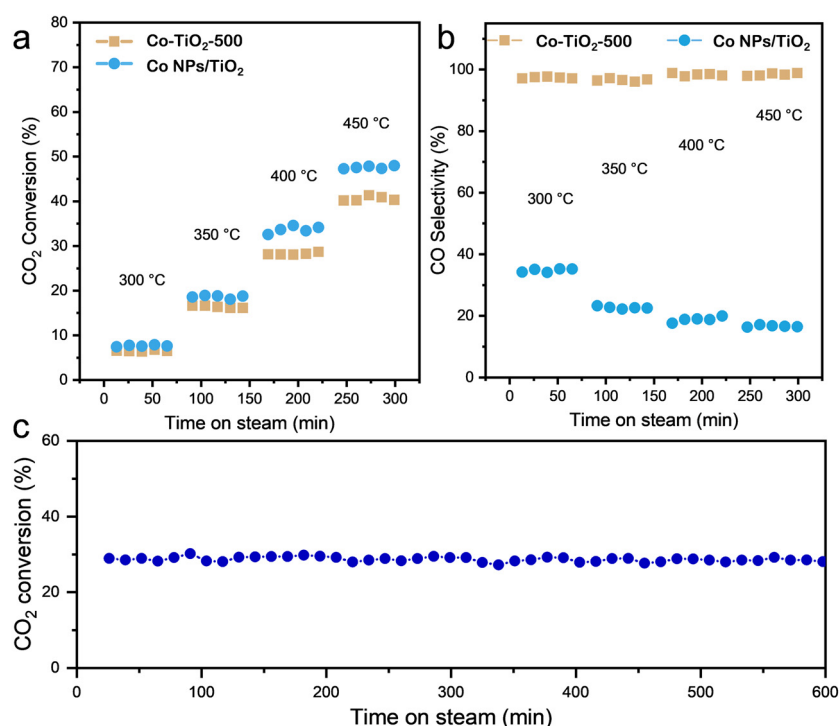 a
Co-TiO₂-500
Co NPs/TiO₂
CO₂ Conversion (%)
80
70
60
50
40
30
20
10
0
300 °C
350 °C
400 °C
450 °C
0 50 100 150 200 250 300
Time on steam (min)
b
Co-TiO₂-500 Co NPs/TiO₂
CO Selectivity (%)
100
80
60
40
20
0
300 °C
350 °C
400 °C
450 °C
0 50 100 150 200 250 300
Time on steam (min)
c
CO₂ conversion (%)
60
40
20
0
0 100 200 300 400 500 600
Time on steam (min)